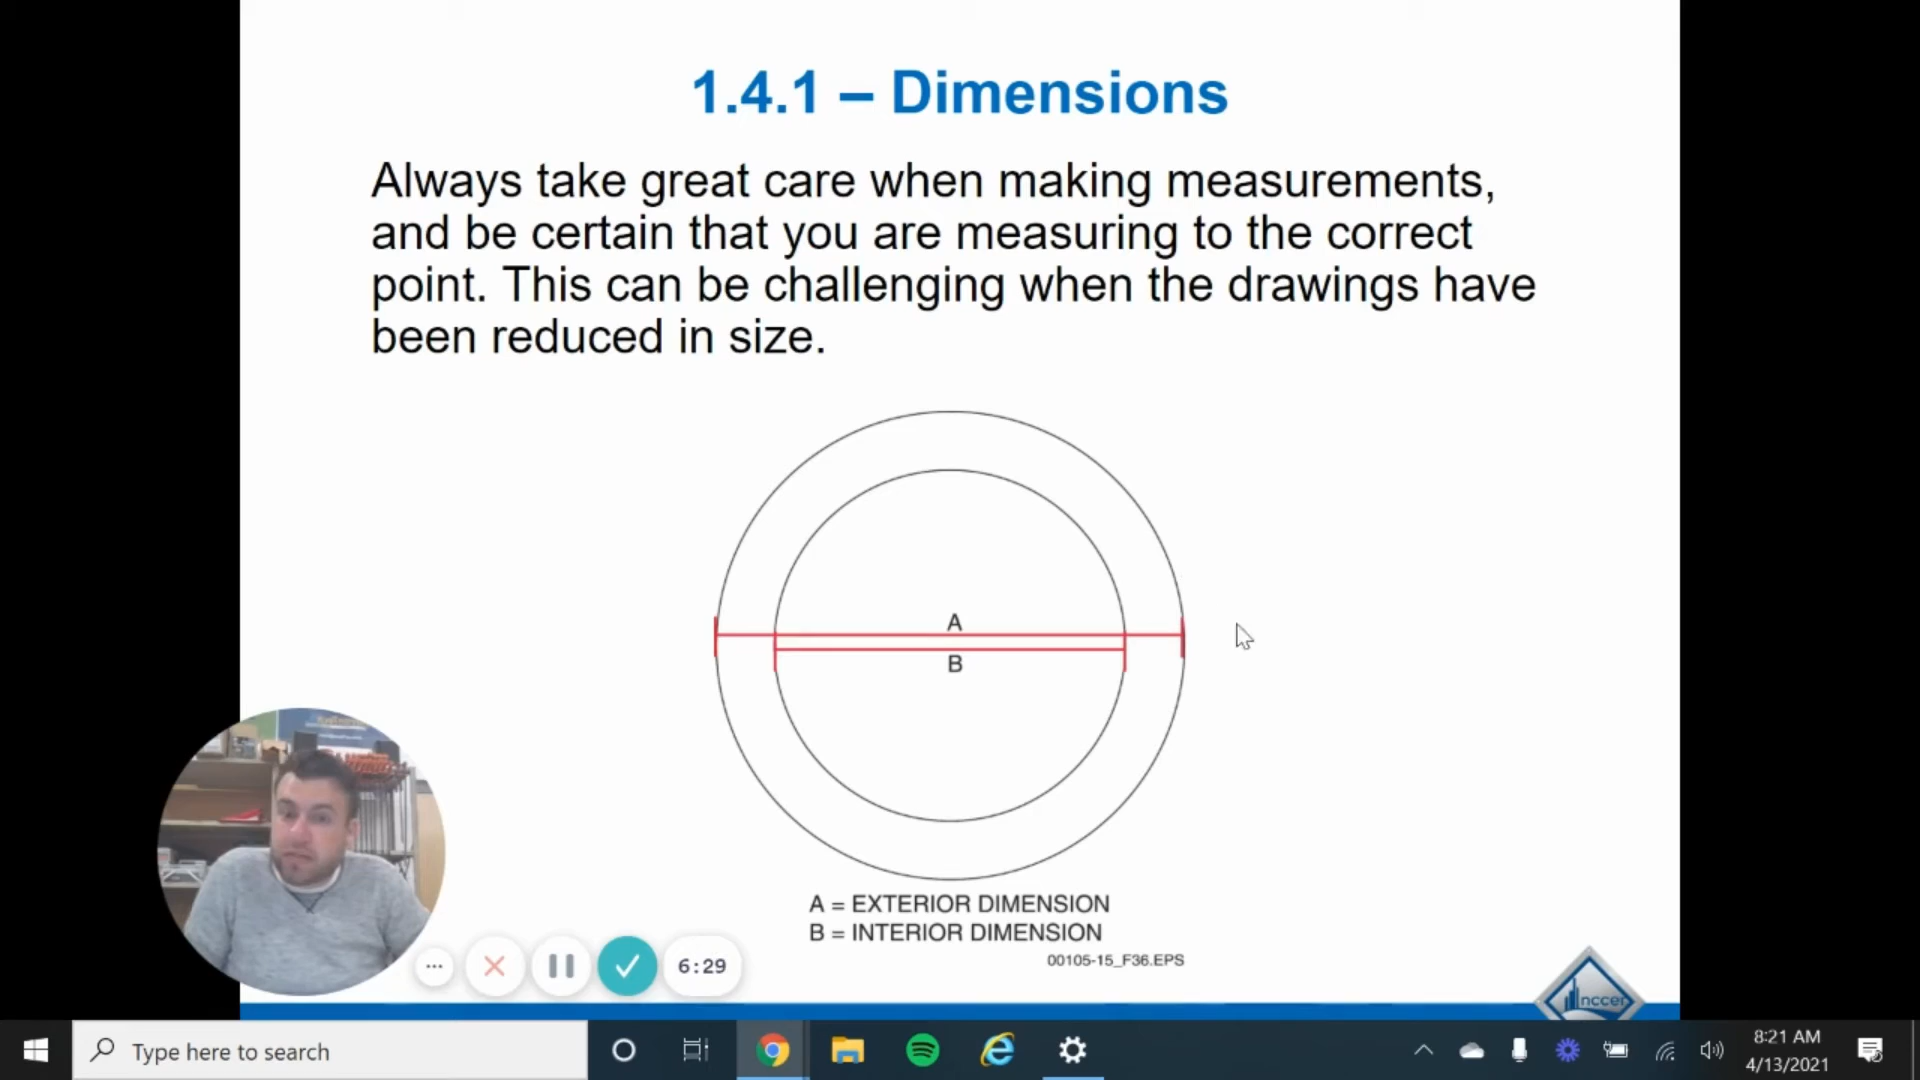 1.4.1 – Dimensions
Always take great care when making measurements,
and be certain that you are measuring to the correct
point. This can be challenging when the drawings have
been reduced in size.
A
B
A = EXTERIOR DIMENSION
B = INTERIOR DIMENSION
00105-15_F36.EPS
6:29
nccer
Type here to search
8:21 AM
4/13/2021